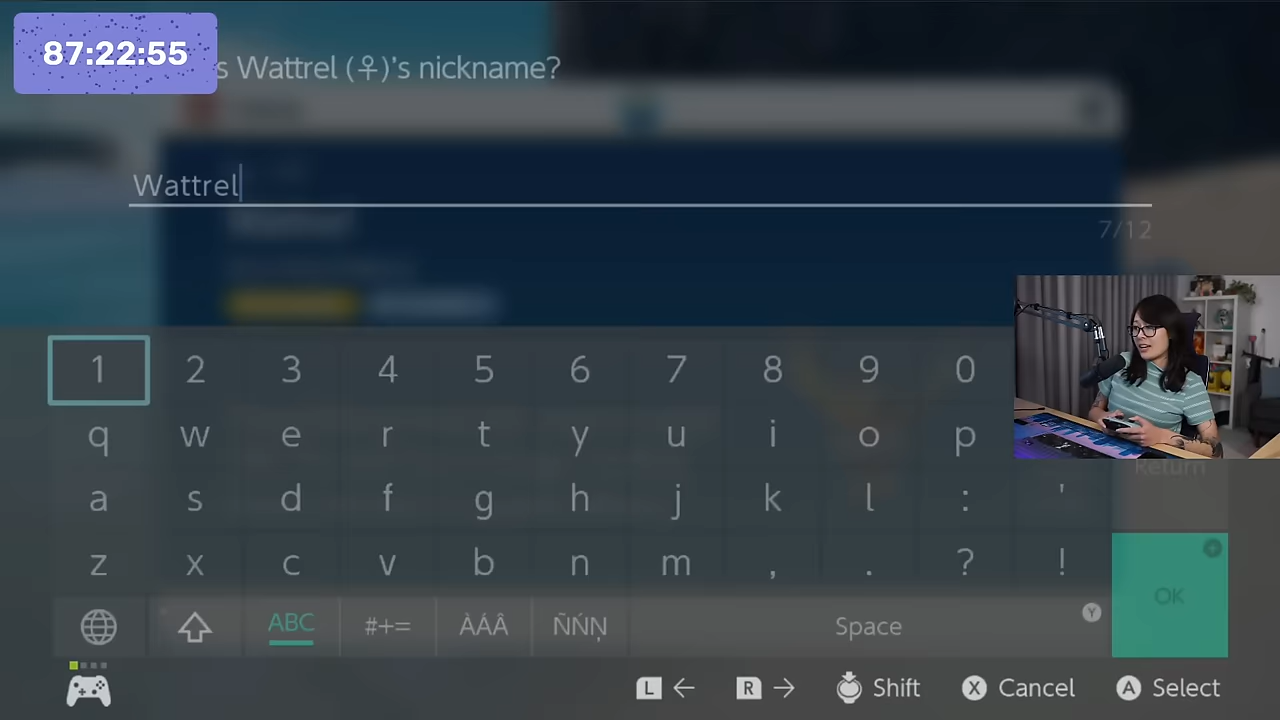 87:22:55
s Wattrel (♀)'s nickname?
Wattrel
7/12
1 2 3 4 5 6 7 8 9 0
q w e r t y u i o p
Return
a s d f g h j k l : '
z x c v b n m , . ? !
OK
ABC #+= ÀÁÂ ÑŃŅ Space Y
L ← R → Shift X Cancel A Select